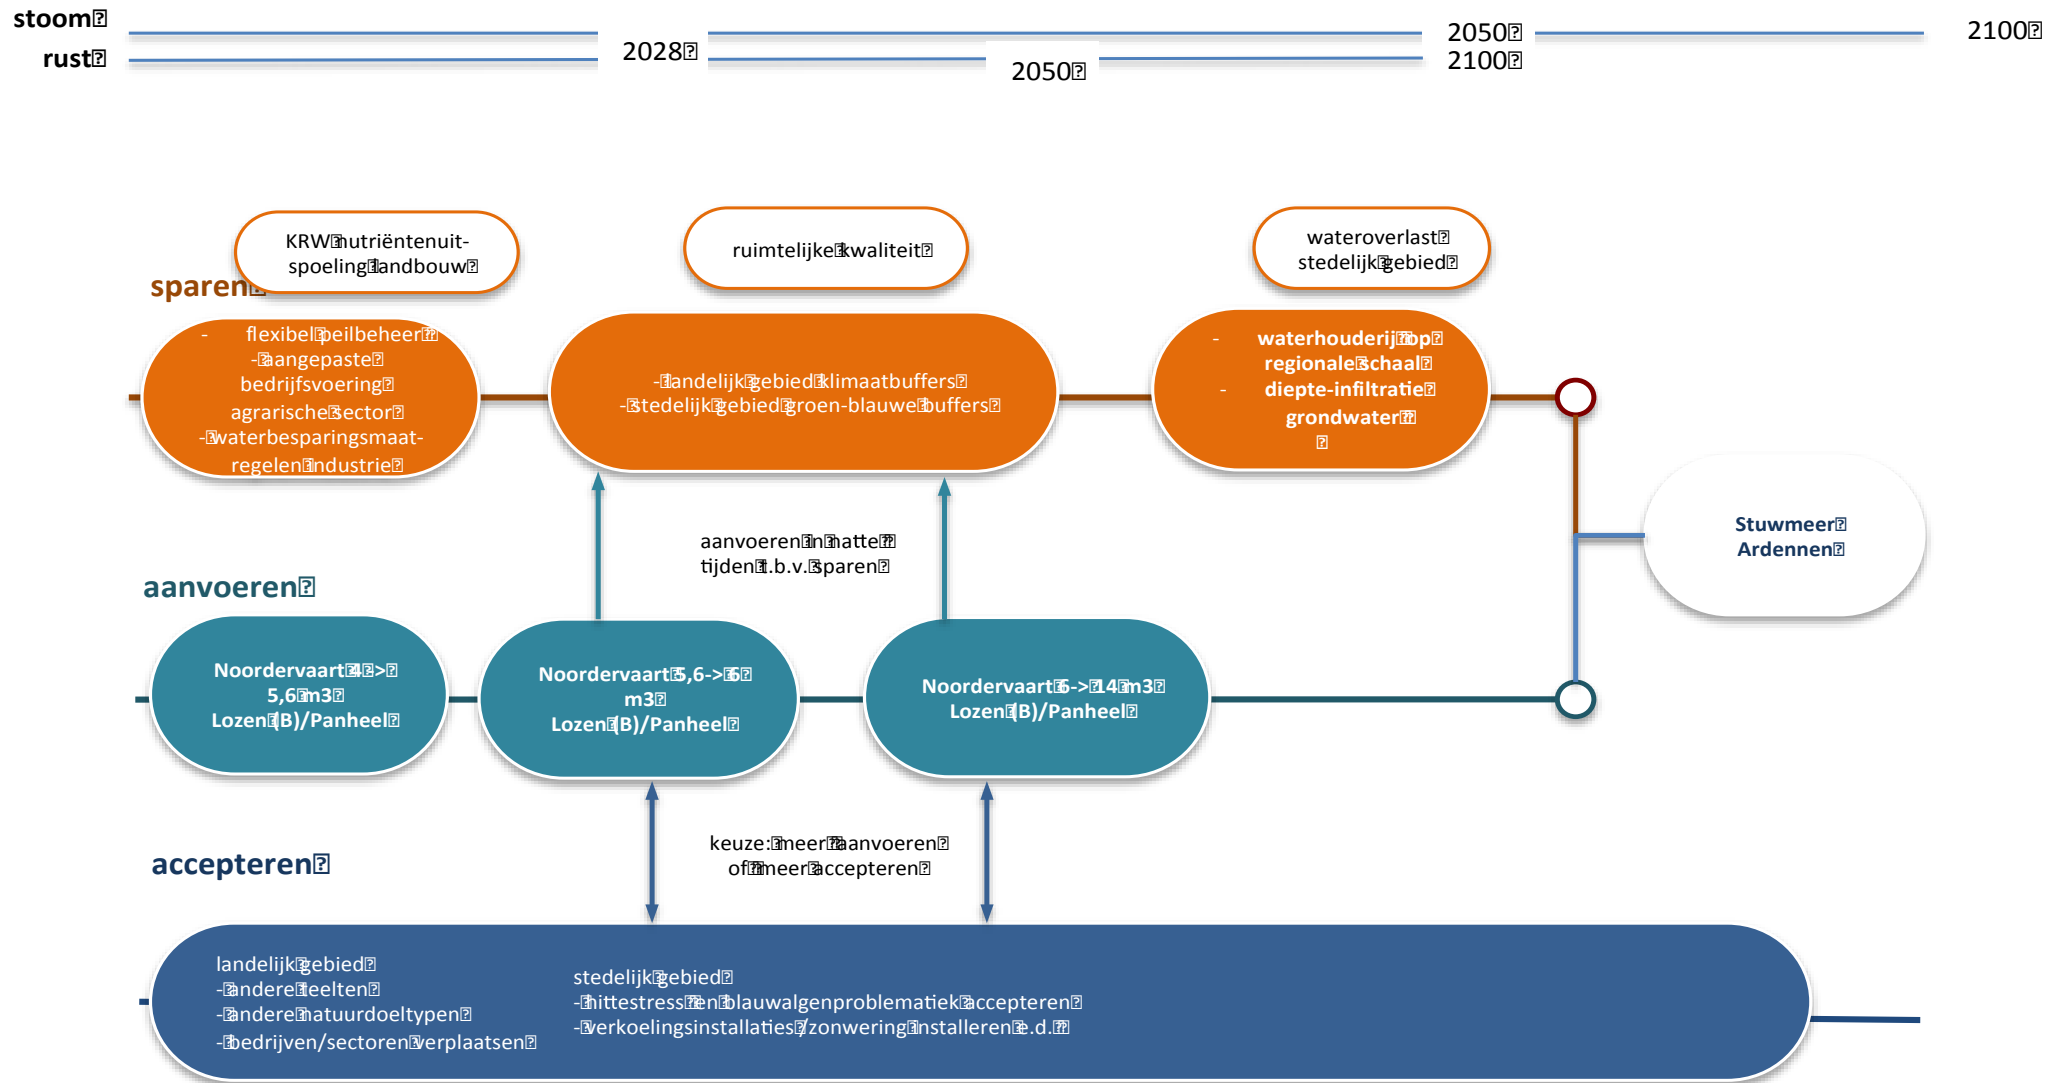 stoom
2050
2100
rust
2028
2050
2100
KRW nutriëntenuit-
spoeling landbouw
ruimtelijke kwaliteit
wateroverlast
stedelijk gebied
sparen
- flexibel peilbeheer
- aangepaste
bedrijfsvoering
agrarische sector
- waterbesparingsmaat-
regelen industrie
- landelijk gebied klimaatbuffers
- stedelijk gebied groen-blauwe buffers
- waterhouderij op
regionale schaal
- diepte-infiltratie
grondwater
Stuwmeer
Ardennen
aanvoeren in natte
tijden t.b.v. sparen
aanvoeren
Noordervaart 4 ->
5,6 m3
Lozen (B)/Panheel
Noordervaart 5,6-> 6
m3
Lozen (B)/Panheel
Noordervaart 6-> 14 m3
Lozen (B)/Panheel
keuze: meer aanvoeren
of meer accepteren
accepteren
landelijk gebied
- andere teelten
- andere natuurdoeltypen
- bedrijven/sectoren verplaatsen
stedelijk gebied
- hittestress en blauwalgenproblematiek accepteren
- verkoelingsinstallaties /zonwering installeren e.d.